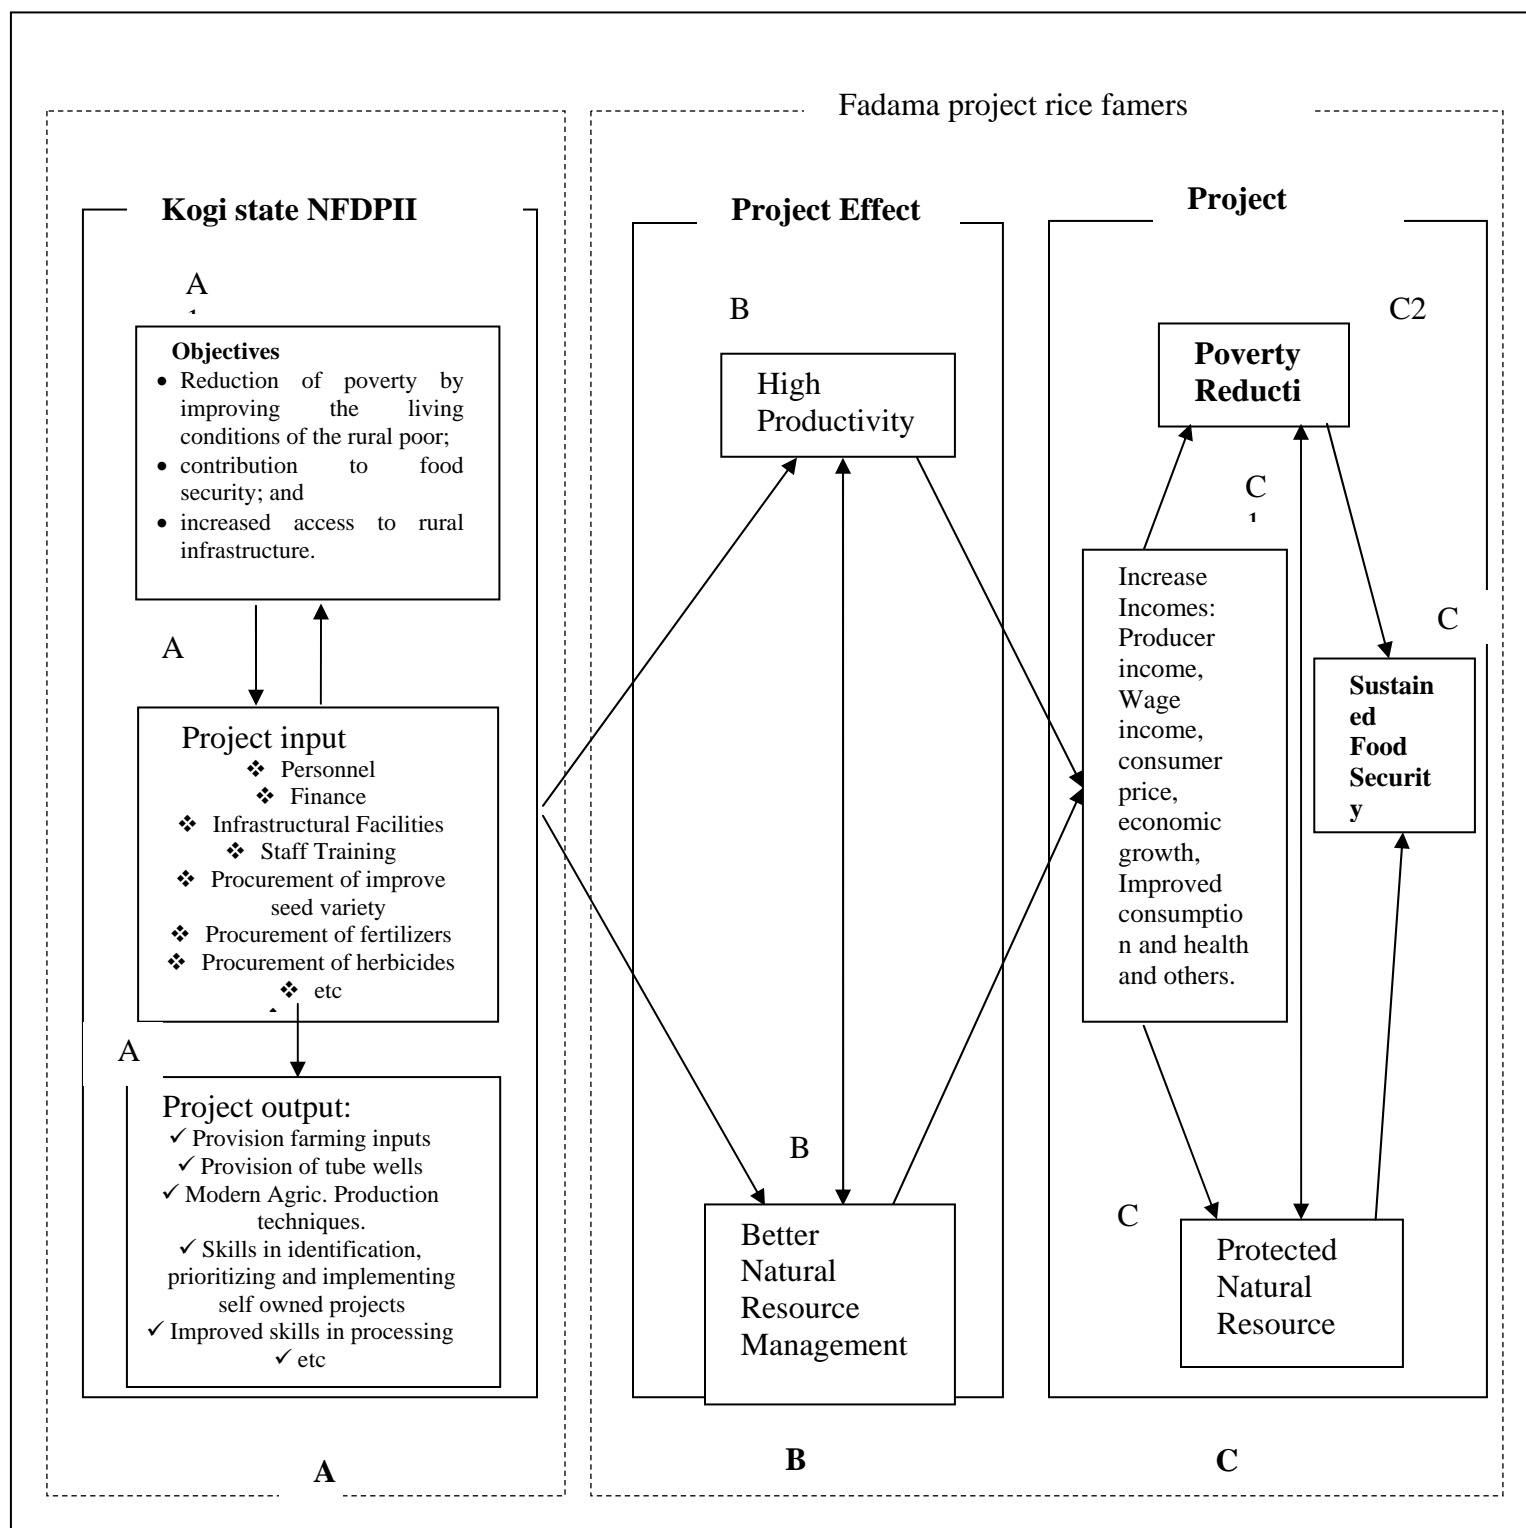 Fadama project rice famers
Kogi state NFDPII
A
Objectives
• Reduction of poverty by
improving the living
conditions of the rural poor;
• contribution to food
security; and
• increased access to rural
infrastructure.
A
Project input
❖ Personnel
❖ Finance
❖ Infrastructural Facilities
❖ Staff Training
❖ Procurement of improve
seed variety
❖ Procurement of fertilizers
❖ Procurement of herbicides
❖ etc
A
Project output:
✓ Provision farming inputs
✓ Provision of tube wells
✓ Modern Agric. Production
techniques.
✓ Skills in identification,
prioritizing and implementing
self owned projects
✓ Improved skills in processing
✓ etc
A
Project Effect
B
High
Productivity
B
Better
Natural
Resource
Management
B
Project
C2
Poverty
Reducti
C
1
Increase
Incomes:
Producer
income,
Wage
income,
consumer
price,
economic
growth,
Improved
consumptio
n and health
and others.
C
Sustain
ed
Food
Securit
y
C
Protected
Natural
Resource
C